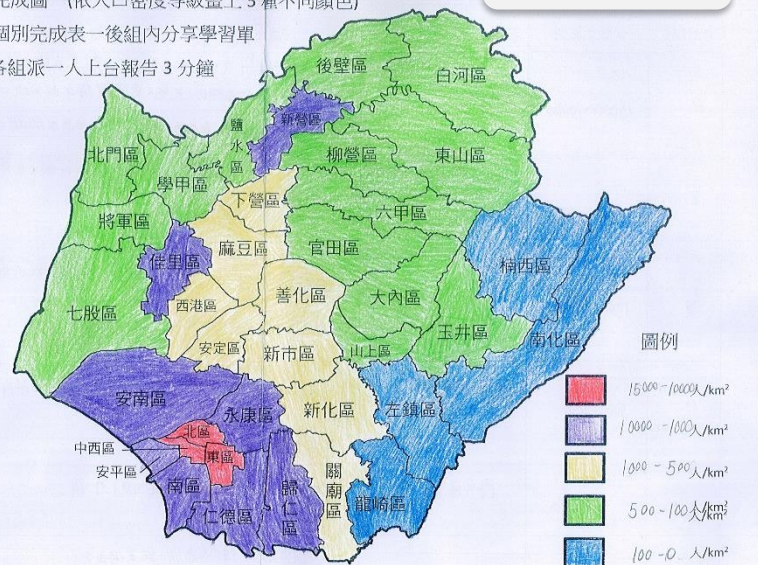 完成圖 (依人口密度等級畫上5種不同顏色)
個別完成表一後組內分享學習單
各組派一人上台報告3分鐘
後壁區
白河區
新營區
鹽水區
北門區
柳營區
東山區
學甲區
下營區
六甲區
將軍區
麻豆區
官田區
佳里區
楠西區
七股區
西港區
善化區
大內區
玉井區
南化區
安定區
新市區
山上區
圖例
安南區
永康區
新化區
左鎮區
15000-10000人/km²
北區
10000-1000人/km²
中西區
東區
安平區
1000-500人/km²
南區
仁德區
歸仁區
關廟區
龍崎區
500-100人/km²
100-0人/km²